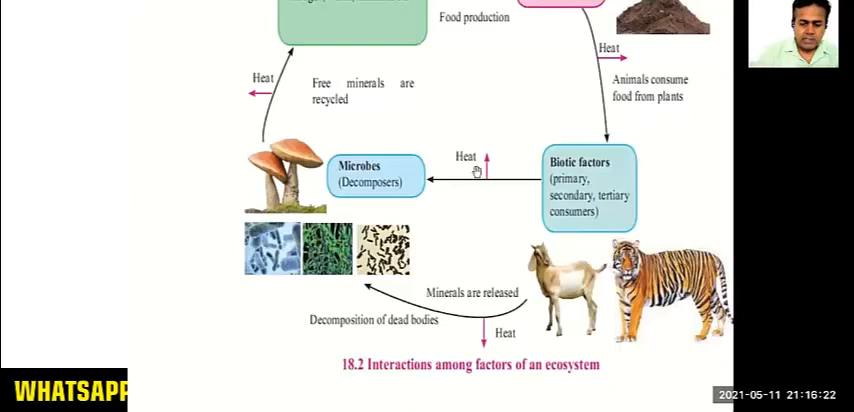 Food production
Heat
Animals consume
food from plants
Heat
Free minerals are
recycled
Heat
Microbes
(Decomposers)
Biotic factors
(primary,
secondary, tertiary
consumers)
Minerals are released
Decomposition of dead bodies
Heat
18.2 Interactions among factors of an ecosystem
WHATSAPP
2021-05-11 21:16:22